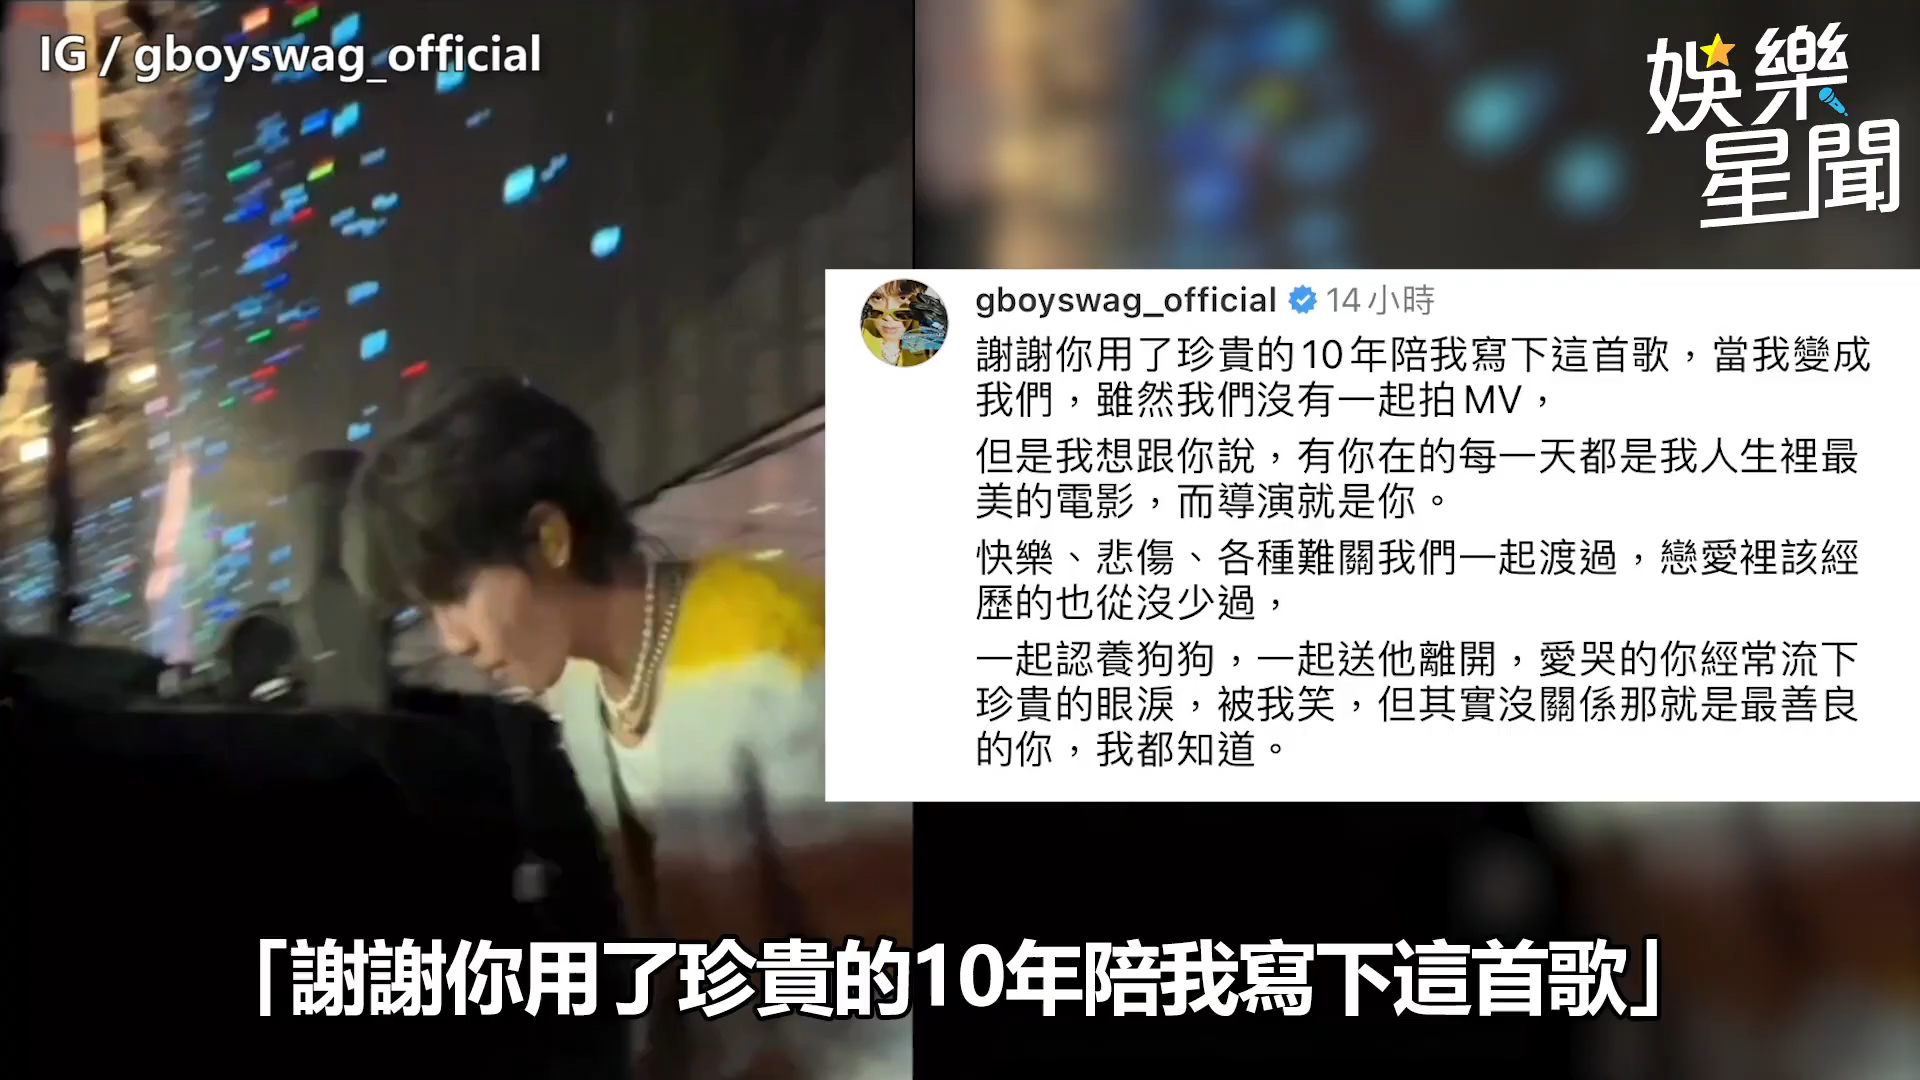 IG / gboyswag_official
娛樂
星聞
gboyswag_official 14小時
謝謝你用了珍貴的10年陪我寫下這首歌，當我變成
我們，雖然我們沒有一起拍MV，
但是我想跟你說，有你在的每一天都是我人生裡最
美的電影，而導演就是你。
快樂、悲傷、各種難關我們一起渡過，戀愛裡該經
歷的也從沒少過，
一起認養狗狗，一起送他離開，愛哭的你經常流下
珍貴的眼淚，被我笑，但其實沒關係那就是最善良
的你，我都知道。
「謝謝你用了珍貴的10年陪我寫下這首歌」